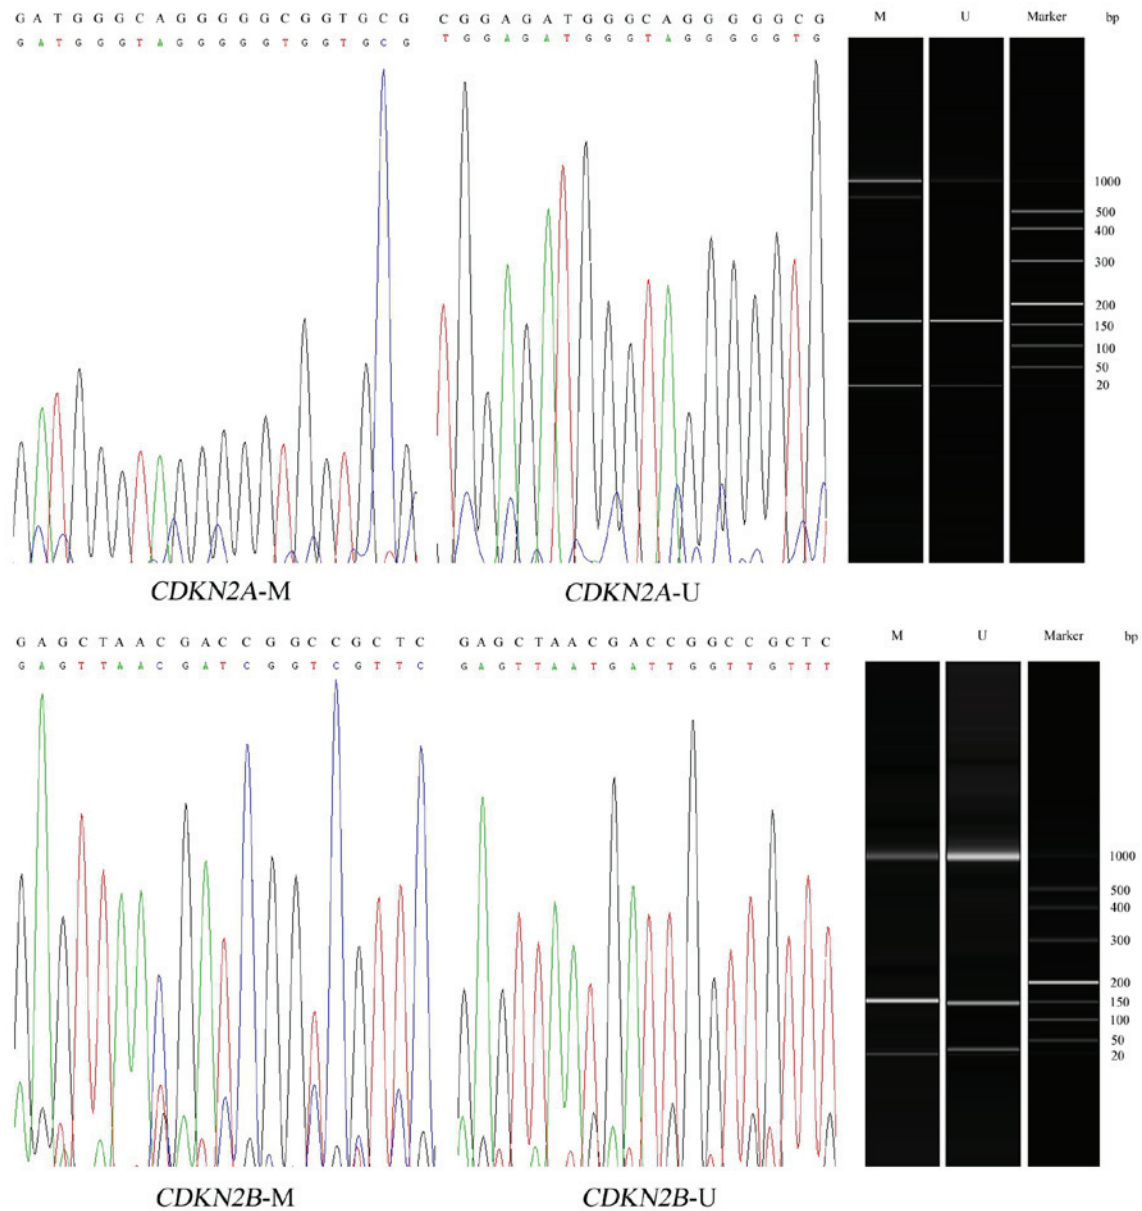 G A T G G G C A G G G G G C G G T G C G
G A T G G G T A G G G G G T G G T G C G
C G G A G A T G G G C A G G G G G C G
T G G A G A T G G G T A G G G G G T G
M U Marker bp
1000
500
400
300
200
150
100
50
20
CDKN2A-M
CDKN2A-U
G A G C T A A C G A C C G G C C G C T C
G A G T T A A C G A T C G G T C G T T C
G A G C T A A C G A C C G G C C G C T C
G A G T T A A T G A T T G G T T G T T T
M U Marker bp
1000
500
400
300
200
150
100
50
20
CDKN2B-M
CDKN2B-U